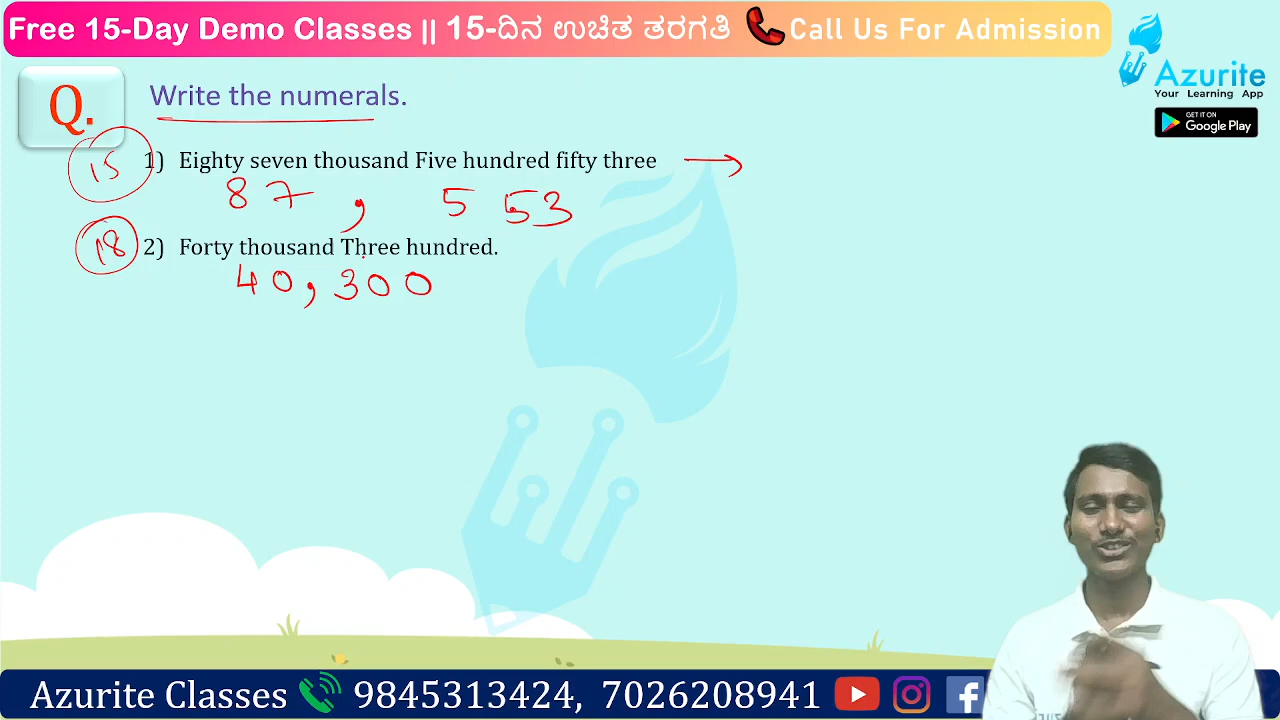 Free 15-Day Demo Classes || 15-ದಿನ ಉಚಿತ ತರಗತಿ Call Us For Admission
Azurite
Your Learning App
GET IT ON
Google Play
Q. Write the numerals.
15 1) Eighty seven thousand Five hundred fifty three →
87, 553
18 2) Forty thousand Three hundred.
40,300
Azurite Classes 9845313424, 7026208941